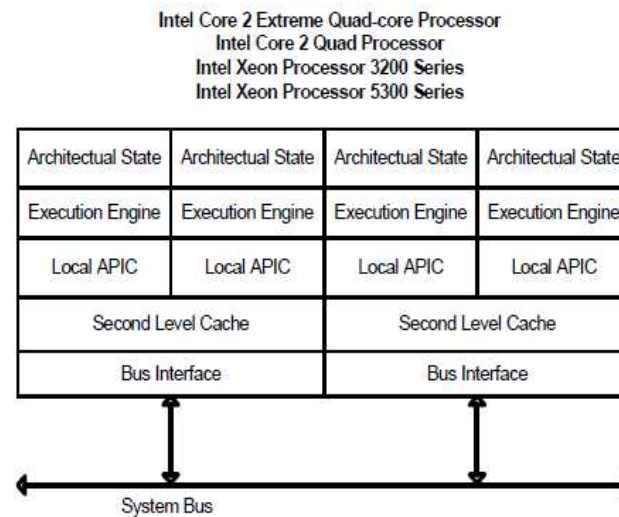 Intel Core 2 Extreme Quad-core Processor
Intel Core 2 Quad Processor
Intel Xeon Processor 3200 Series
Intel Xeon Processor 5300 Series
Architectual State Architectual State Architectual State Architectual State
Execution Engine Execution Engine Execution Engine Execution Engine
Local APIC Local APIC Local APIC Local APIC
Second Level Cache Second Level Cache
Bus Interface Bus Interface
System Bus